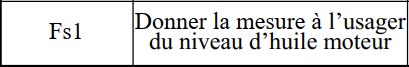 Fs1
Donner la mesure à l’usager
du niveau d’huile moteur